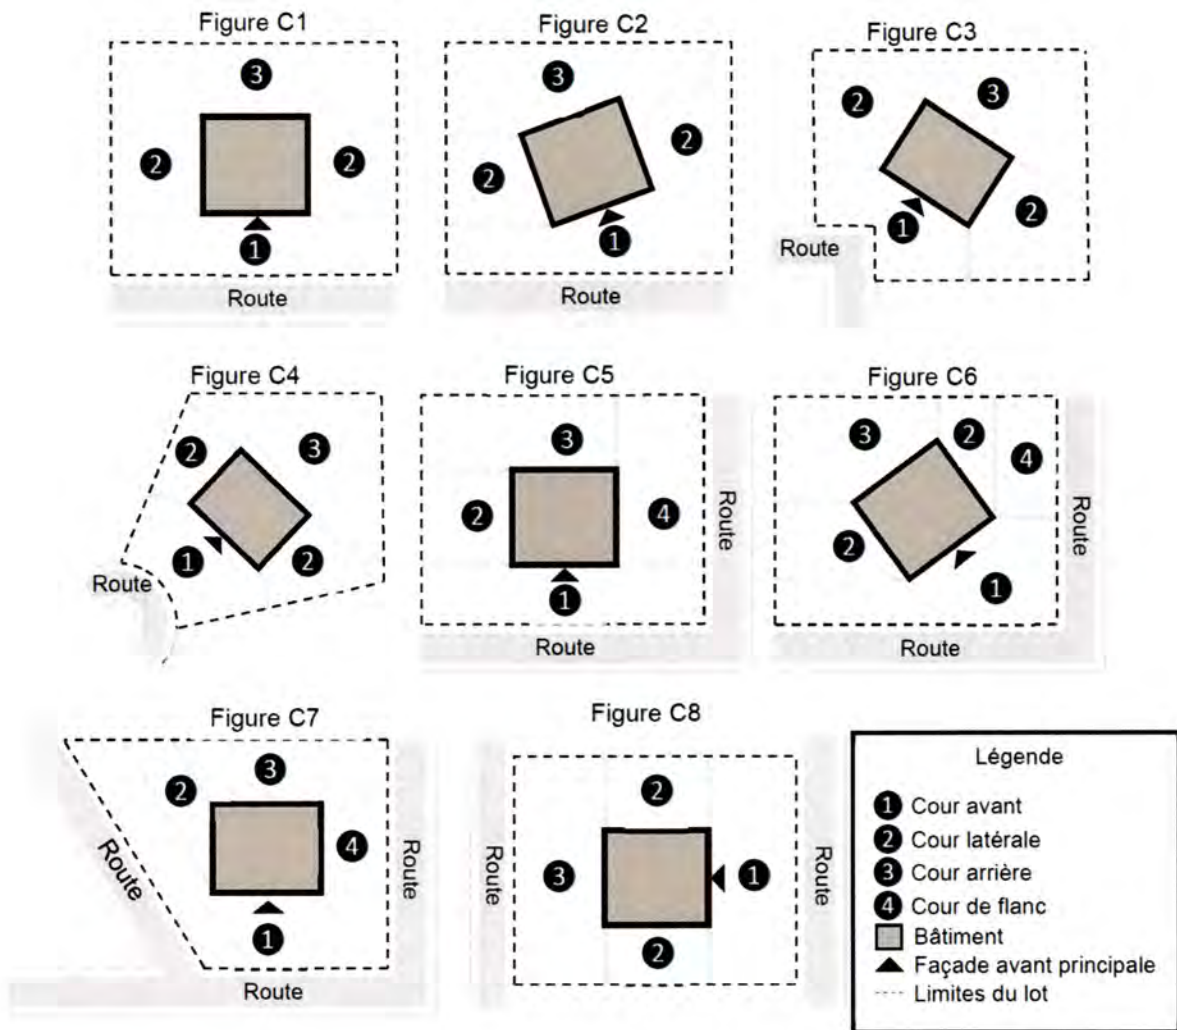 Figure C1
3
2
2
1
Route
Figure C2
3
2
2
1
Route
Figure C3
2
3
2
1
Route
Figure C4
2
3
1
2
Route
Figure C5
3
2
4
1
Route
Route
Figure C6
3
2
4
2
1
Route
Route
Figure C7
3
2
4
1
Route
Route
Route
Figure C8
2
3
1
2
Route
Route
Légende
1 Cour avant
2 Cour latérale
3 Cour arrière
4 Cour de flanc
Bâtiment
Façade avant principale
Limites du lot